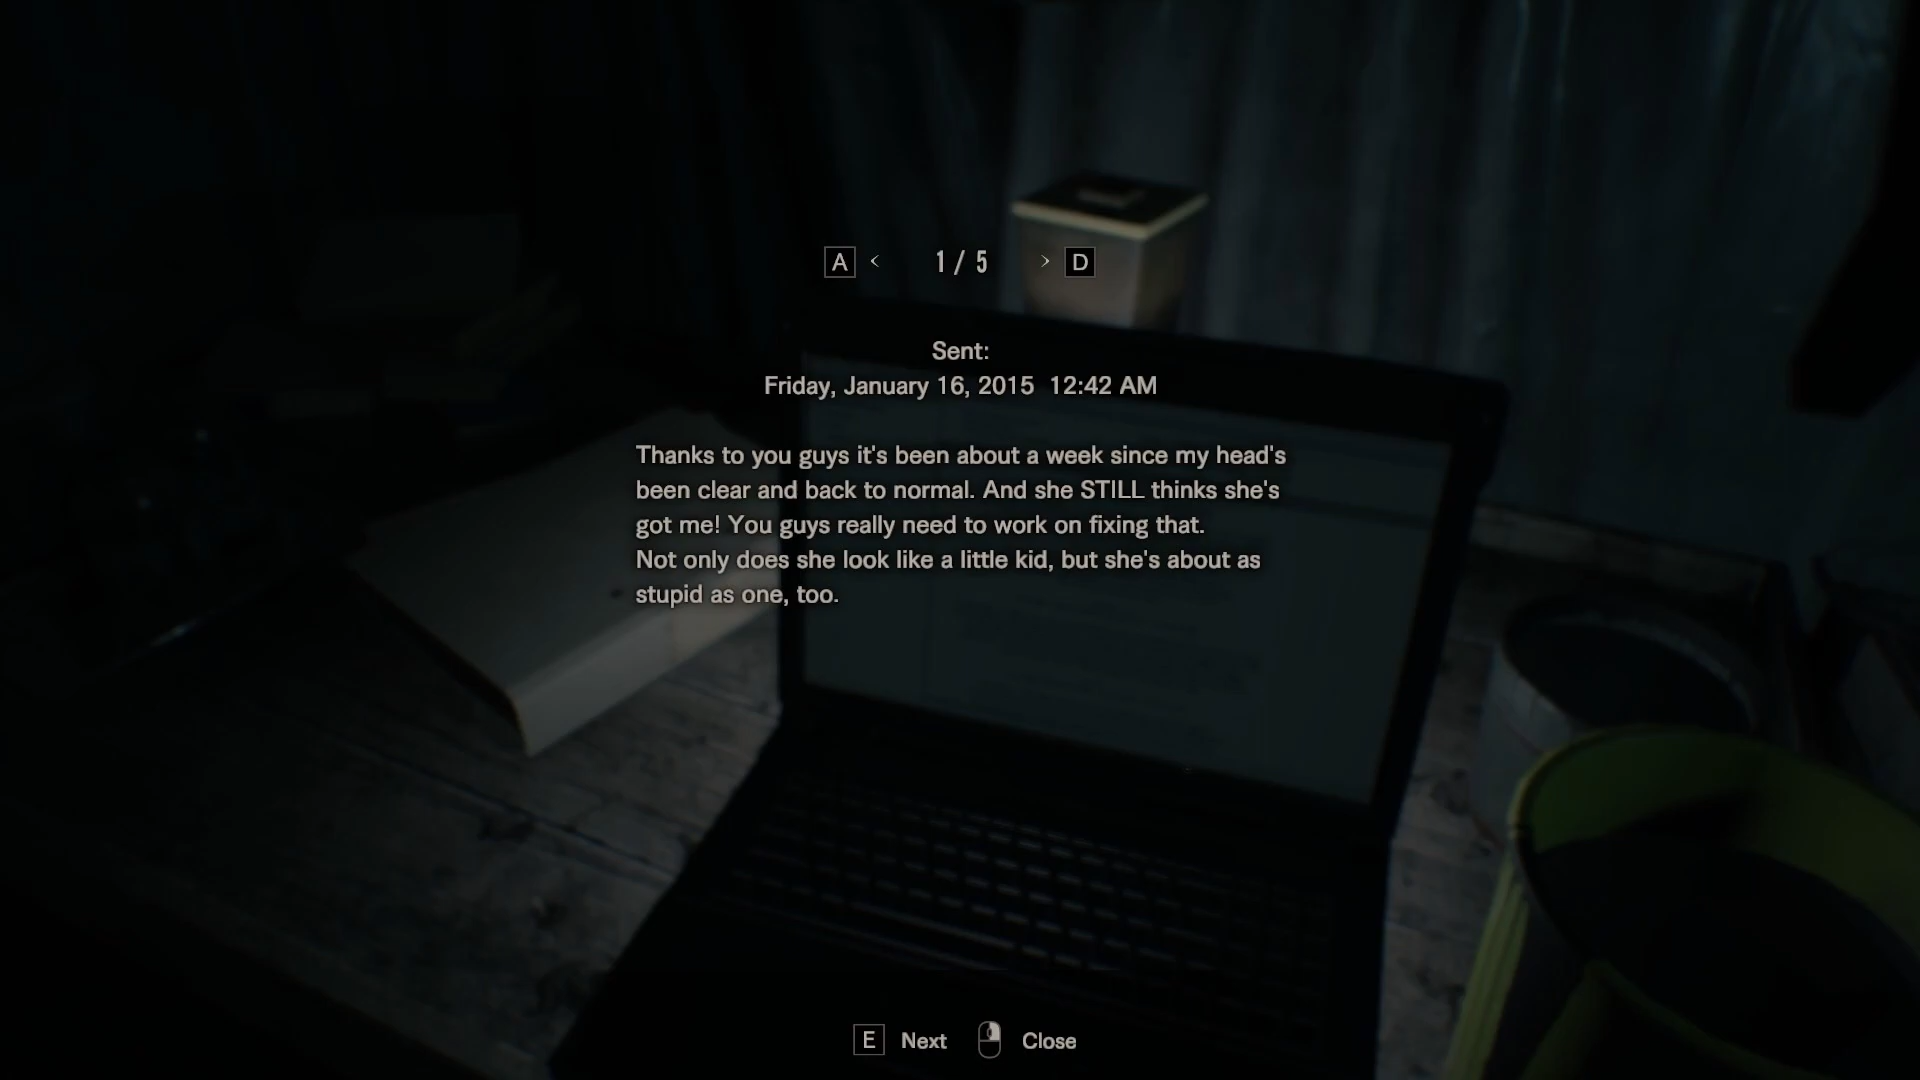 A < 1 / 5 > D
Sent:
Friday, January 16, 2015 12:42 AM
Thanks to you guys it's been about a week since my head's
been clear and back to normal. And she STILL thinks she's
got me! You guys really need to work on fixing that.
Not only does she look like a little kid, but she's about as
stupid as one, too.
E Next Close